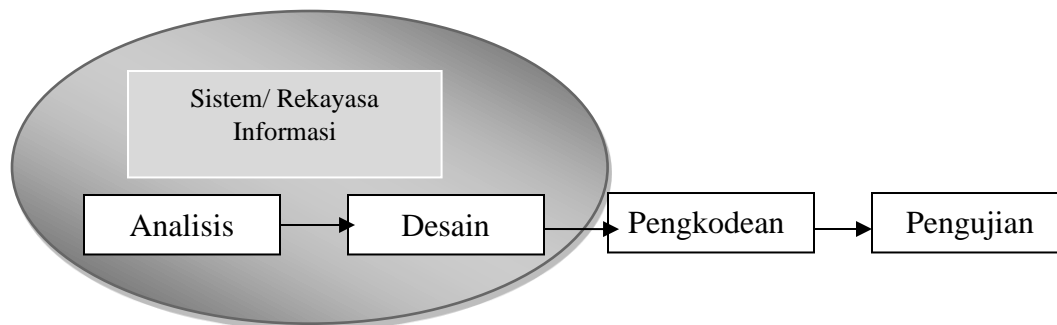 Sistem/ Rekayasa
Informasi
Analisis
Desain
Pengkodean
Pengujian